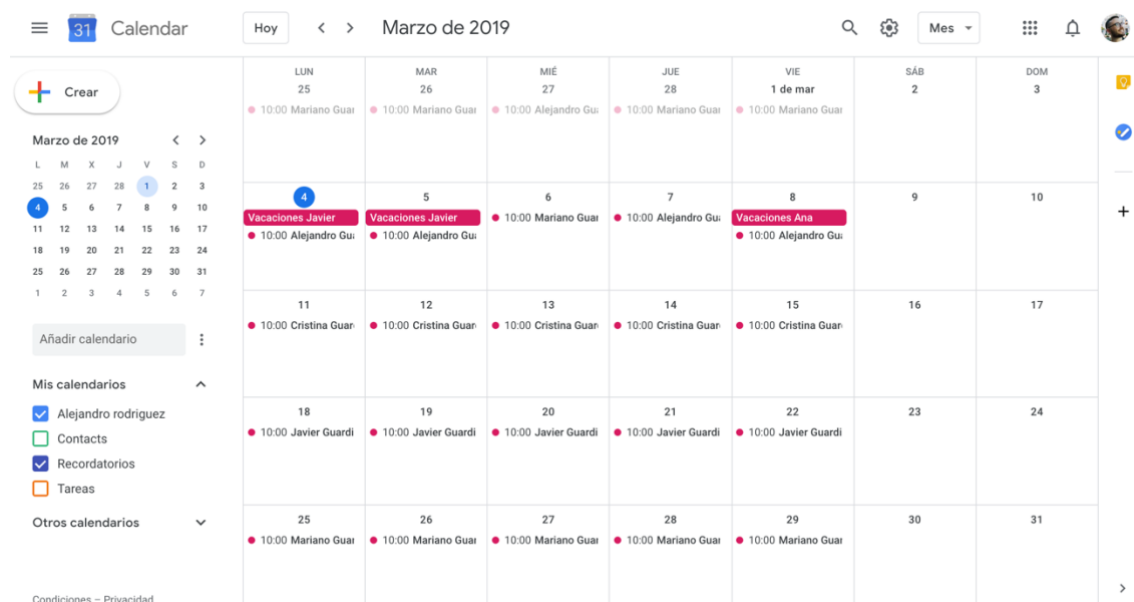 31 Calendar Hoy Marzo de 2019 Mes
Crear
Marzo de 2019
L M X J V S D
25 26 27 28 1 2 3
4 5 6 7 8 9 10
11 12 13 14 15 16 17
18 19 20 21 22 23 24
25 26 27 28 29 30 31
1 2 3 4 5 6 7
Añadir calendario
Mis calendarios
Alejandro rodriguez
Contacts
Recordatorios
Tareas
Otros calendarios
Condiciones – Privacidad
LUN MAR MIÉ JUE VIE SÁB DOM
25 26 27 28 1 de mar 2 3
10:00 Mariano Guar 10:00 Mariano Guar 10:00 Alejandro Gu 10:00 Mariano Guar 10:00 Mariano Guar
4 5 6 7 8 9 10
Vacaciones Javier Vacaciones Javier 10:00 Mariano Guar 10:00 Alejandro Gu Vacaciones Ana
10:00 Alejandro Gu 10:00 Alejandro Gu 10:00 Alejandro Gu
11 12 13 14 15 16 17
10:00 Cristina Guar 10:00 Cristina Guar 10:00 Cristina Guar 10:00 Cristina Guar 10:00 Cristina Guar
18 19 20 21 22 23 24
10:00 Javier Guardi 10:00 Javier Guardi 10:00 Javier Guardi 10:00 Javier Guardi 10:00 Javier Guardi
25 26 27 28 29 30 31
10:00 Mariano Guar 10:00 Mariano Guar 10:00 Mariano Guar 10:00 Mariano Guar 10:00 Mariano Guar